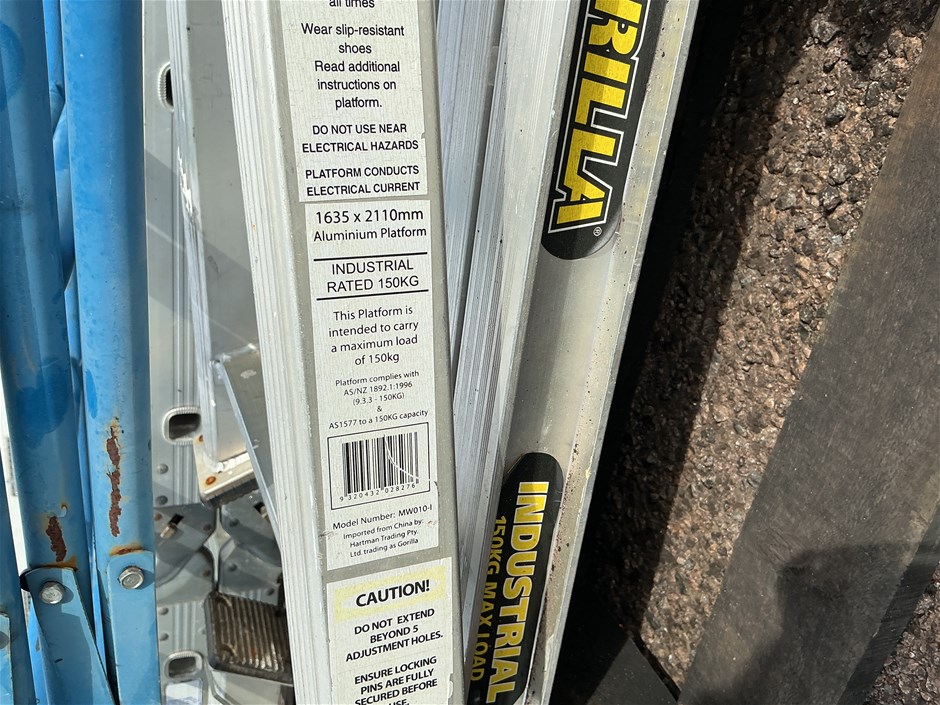 all times
Wear slip-resistant
shoes
Read additional
instructions on
platform.
DO NOT USE NEAR
ELECTRICAL HAZARDS
PLATFORM CONDUCTS
ELECTRICAL CURRENT
1635 x 2110mm
Aluminium Platform
INDUSTRIAL
RATED 150KG
This Platform is
intended to carry
a maximum load
of 150kg
Platform complies with
AS/NZ 1892.1:1996
(9.3.3 - 150KG)
&
AS1577 to a 150KG capacity
9 320432 028276
Model Number: MW010-I
Imported from China by:
Hartman Trading Pty.
Ltd. trading as Gorilla
CAUTION!
DO NOT EXTEND
BEYOND 5
ADJUSTMENT HOLES.
ENSURE LOCKING
PINS ARE FULLY
SECURED BEFORE
USE.
RILLA®
INDUSTRIAL
150KG MAX LOAD